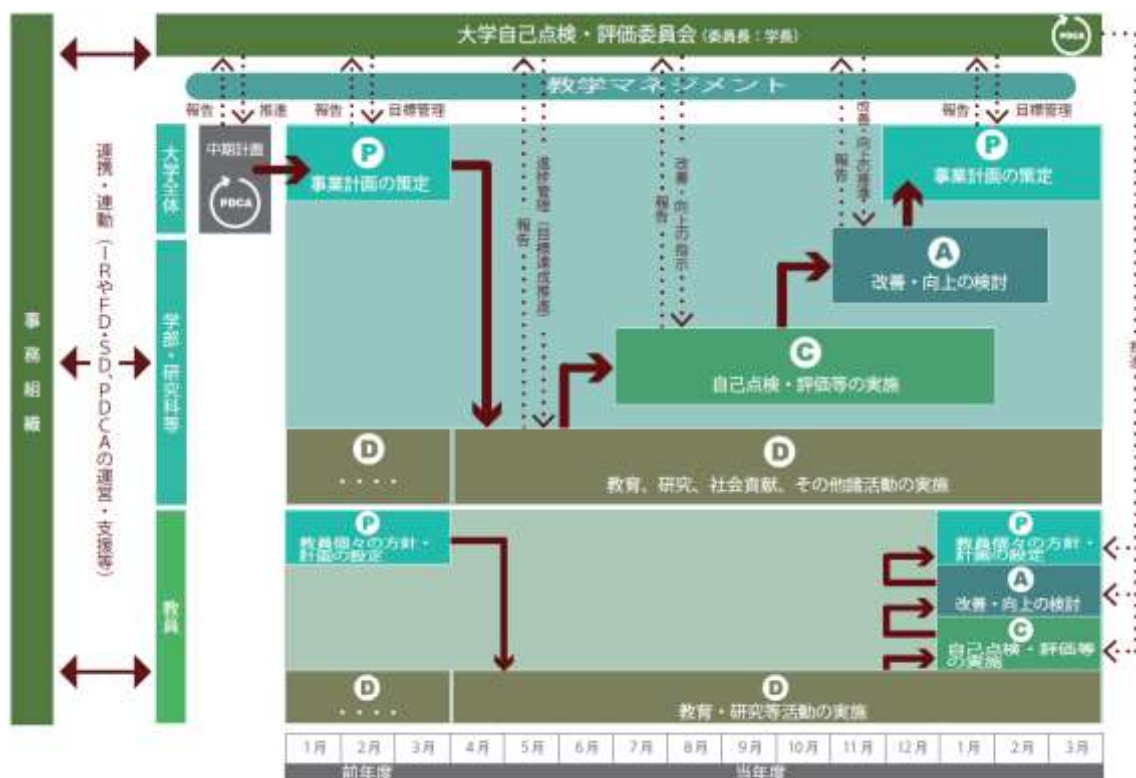 大学自己点検・評価委員会（委員長：学長）
PDCA
教学マネジメント
報告
推進
報告
目標管理
報告
進捗管理（目標達成推進）
報告
改善・向上の指示
報告
改善・向上の推進
報告
目標管理
事務組織
連携・連動（IRやFD・SD、PDCAの運営・支援等）
大学全体
中期計画
PDCA
P
事業計画の策定
P
事業計画の策定
A
改善・向上の検討
学部・研究科等
C
自己点検・評価等の実施
D
・・・・
D
教育、研究、社会貢献、その他諸活動の実施
教員
P
教員個々の方針・
計画の設定
P
教員個々の方針・
計画の設定
A
改善・向上の検討
C
自己点検・評価等
の実施
D
・・・・
D
教育・研究等活動の実施
1月 2月 3月 4月 5月 6月 7月 8月 9月 10月 11月 12月 1月 2月 3月
前年度 当年度